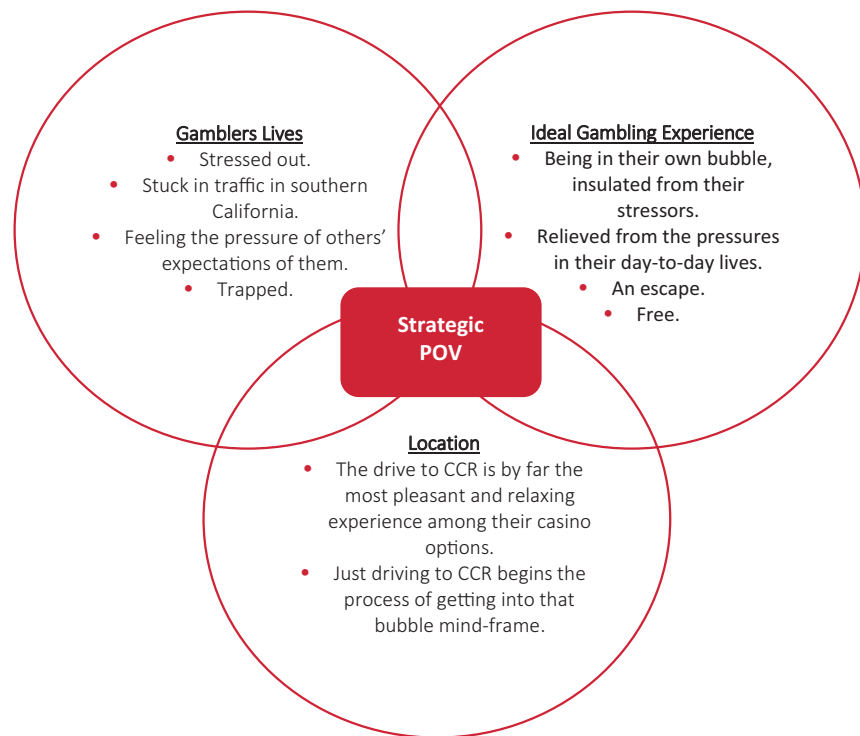 Gamblers Lives
• Stressed out.
• Stuck in traffic in southern
California.
• Feeling the pressure of others’
expectations of them.
• Trapped.
Ideal Gambling Experience
• Being in their own bubble,
insulated from their
stressors.
• Relieved from the pressures
in their day-to-day lives.
• An escape.
• Free.
Strategic
POV
Location
• The drive to CCR is by far the
most pleasant and relaxing
experience among their casino
options.
• Just driving to CCR begins the
process of getting into that
bubble mind-frame.